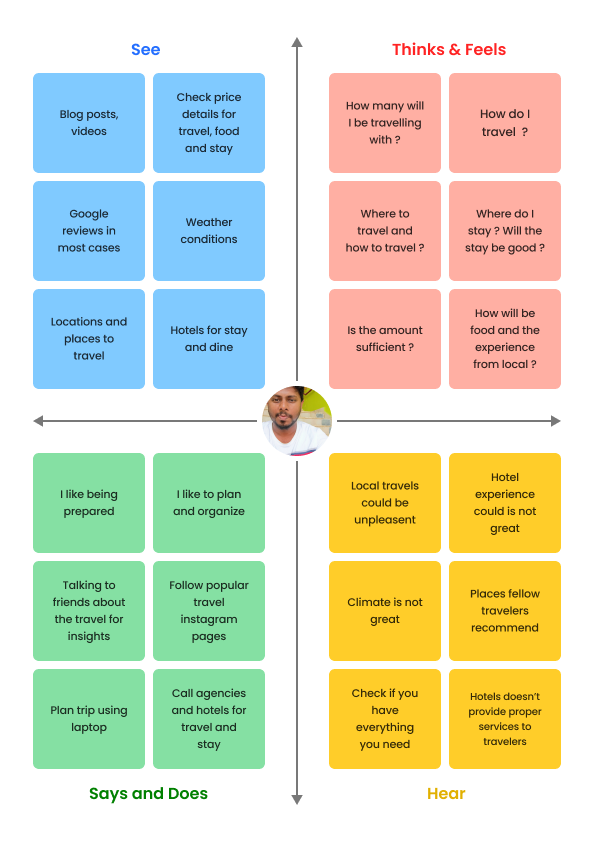 See
Blog posts,
videos
Check price
details for
travel, food
and stay
Google
reviews in
most cases
Weather
conditions
Locations and
places to
travel
Hotels for stay
and dine
Thinks & Feels
How many will
I be travelling
with ?
How do I
travel ?
Where to
travel and
how to travel ?
Where do I
stay ? Will the
stay be good ?
Is the amount
sufficient ?
How will be
food and the
experience
from local ?
I like being
prepared
I like to plan
and organize
Talking to
friends about
the travel for
insights
Follow popular
travel
instagram
pages
Plan trip using
laptop
Call agencies
and hotels for
travel and
stay
Says and Does
Local travels
could be
unpleasent
Hotel
experience
could is not
great
Climate is not
great
Places fellow
travelers
recommend
Check if you
have
everything
you need
Hotels doesn't
provide proper
services to
travelers
Hear